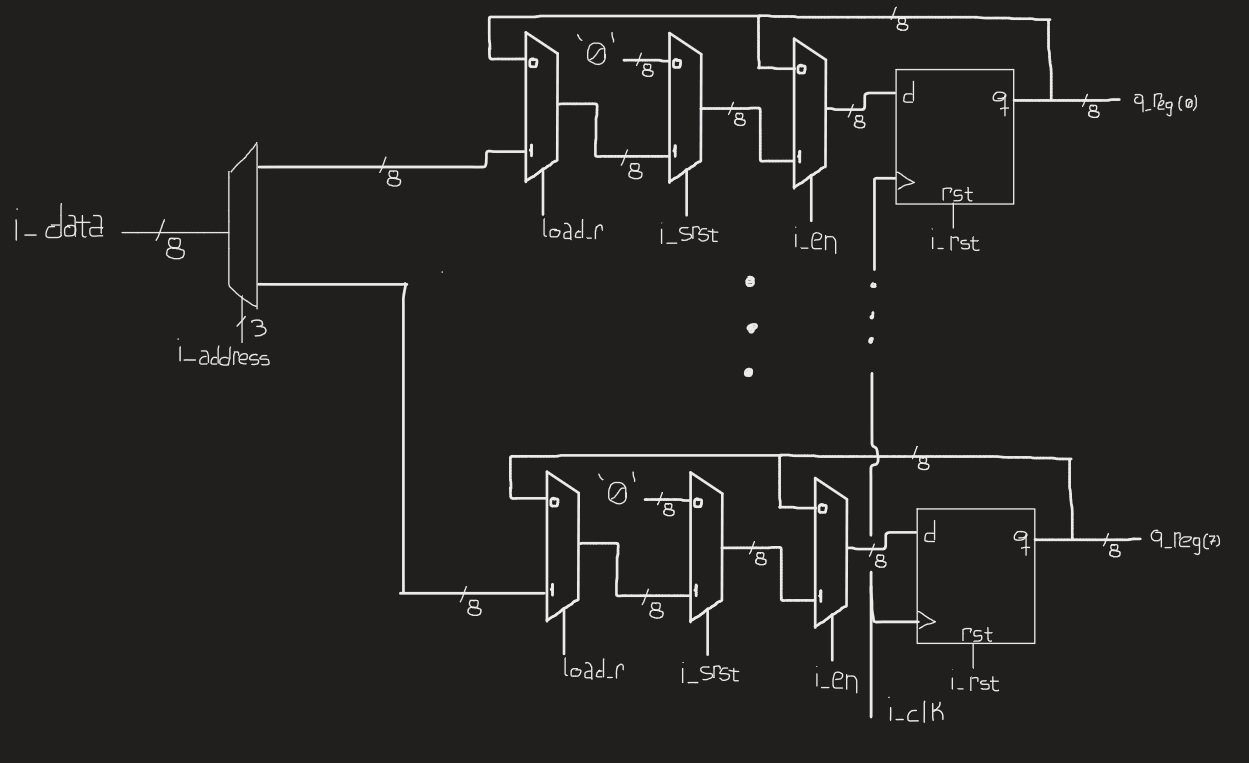 8
'0'
0
8
0
0
8
8
d
q
8
q_reg(0)
8
1
8
1
1
rst
i_data
8
load_r
i_srst
i_en
i_rst
3
i_address
8
'0'
0
8
0
0
8
8
d
q
8
q_reg(7)
8
1
8
1
1
rst
load_r
i_srst
i_en
i_rst
i_clk